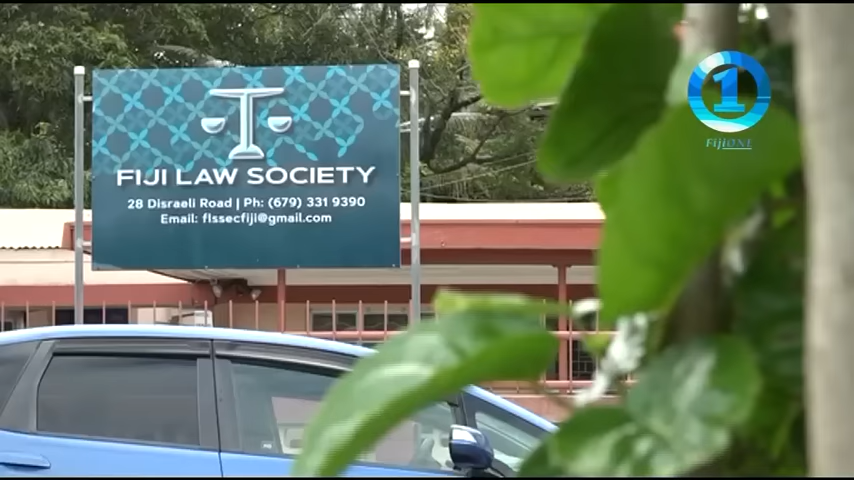 FIJI LAW SOCIETY
28 Disraeli Road | Ph: (679) 331 9390
Email: flssecfiji@gmail.com
1
FijiONE